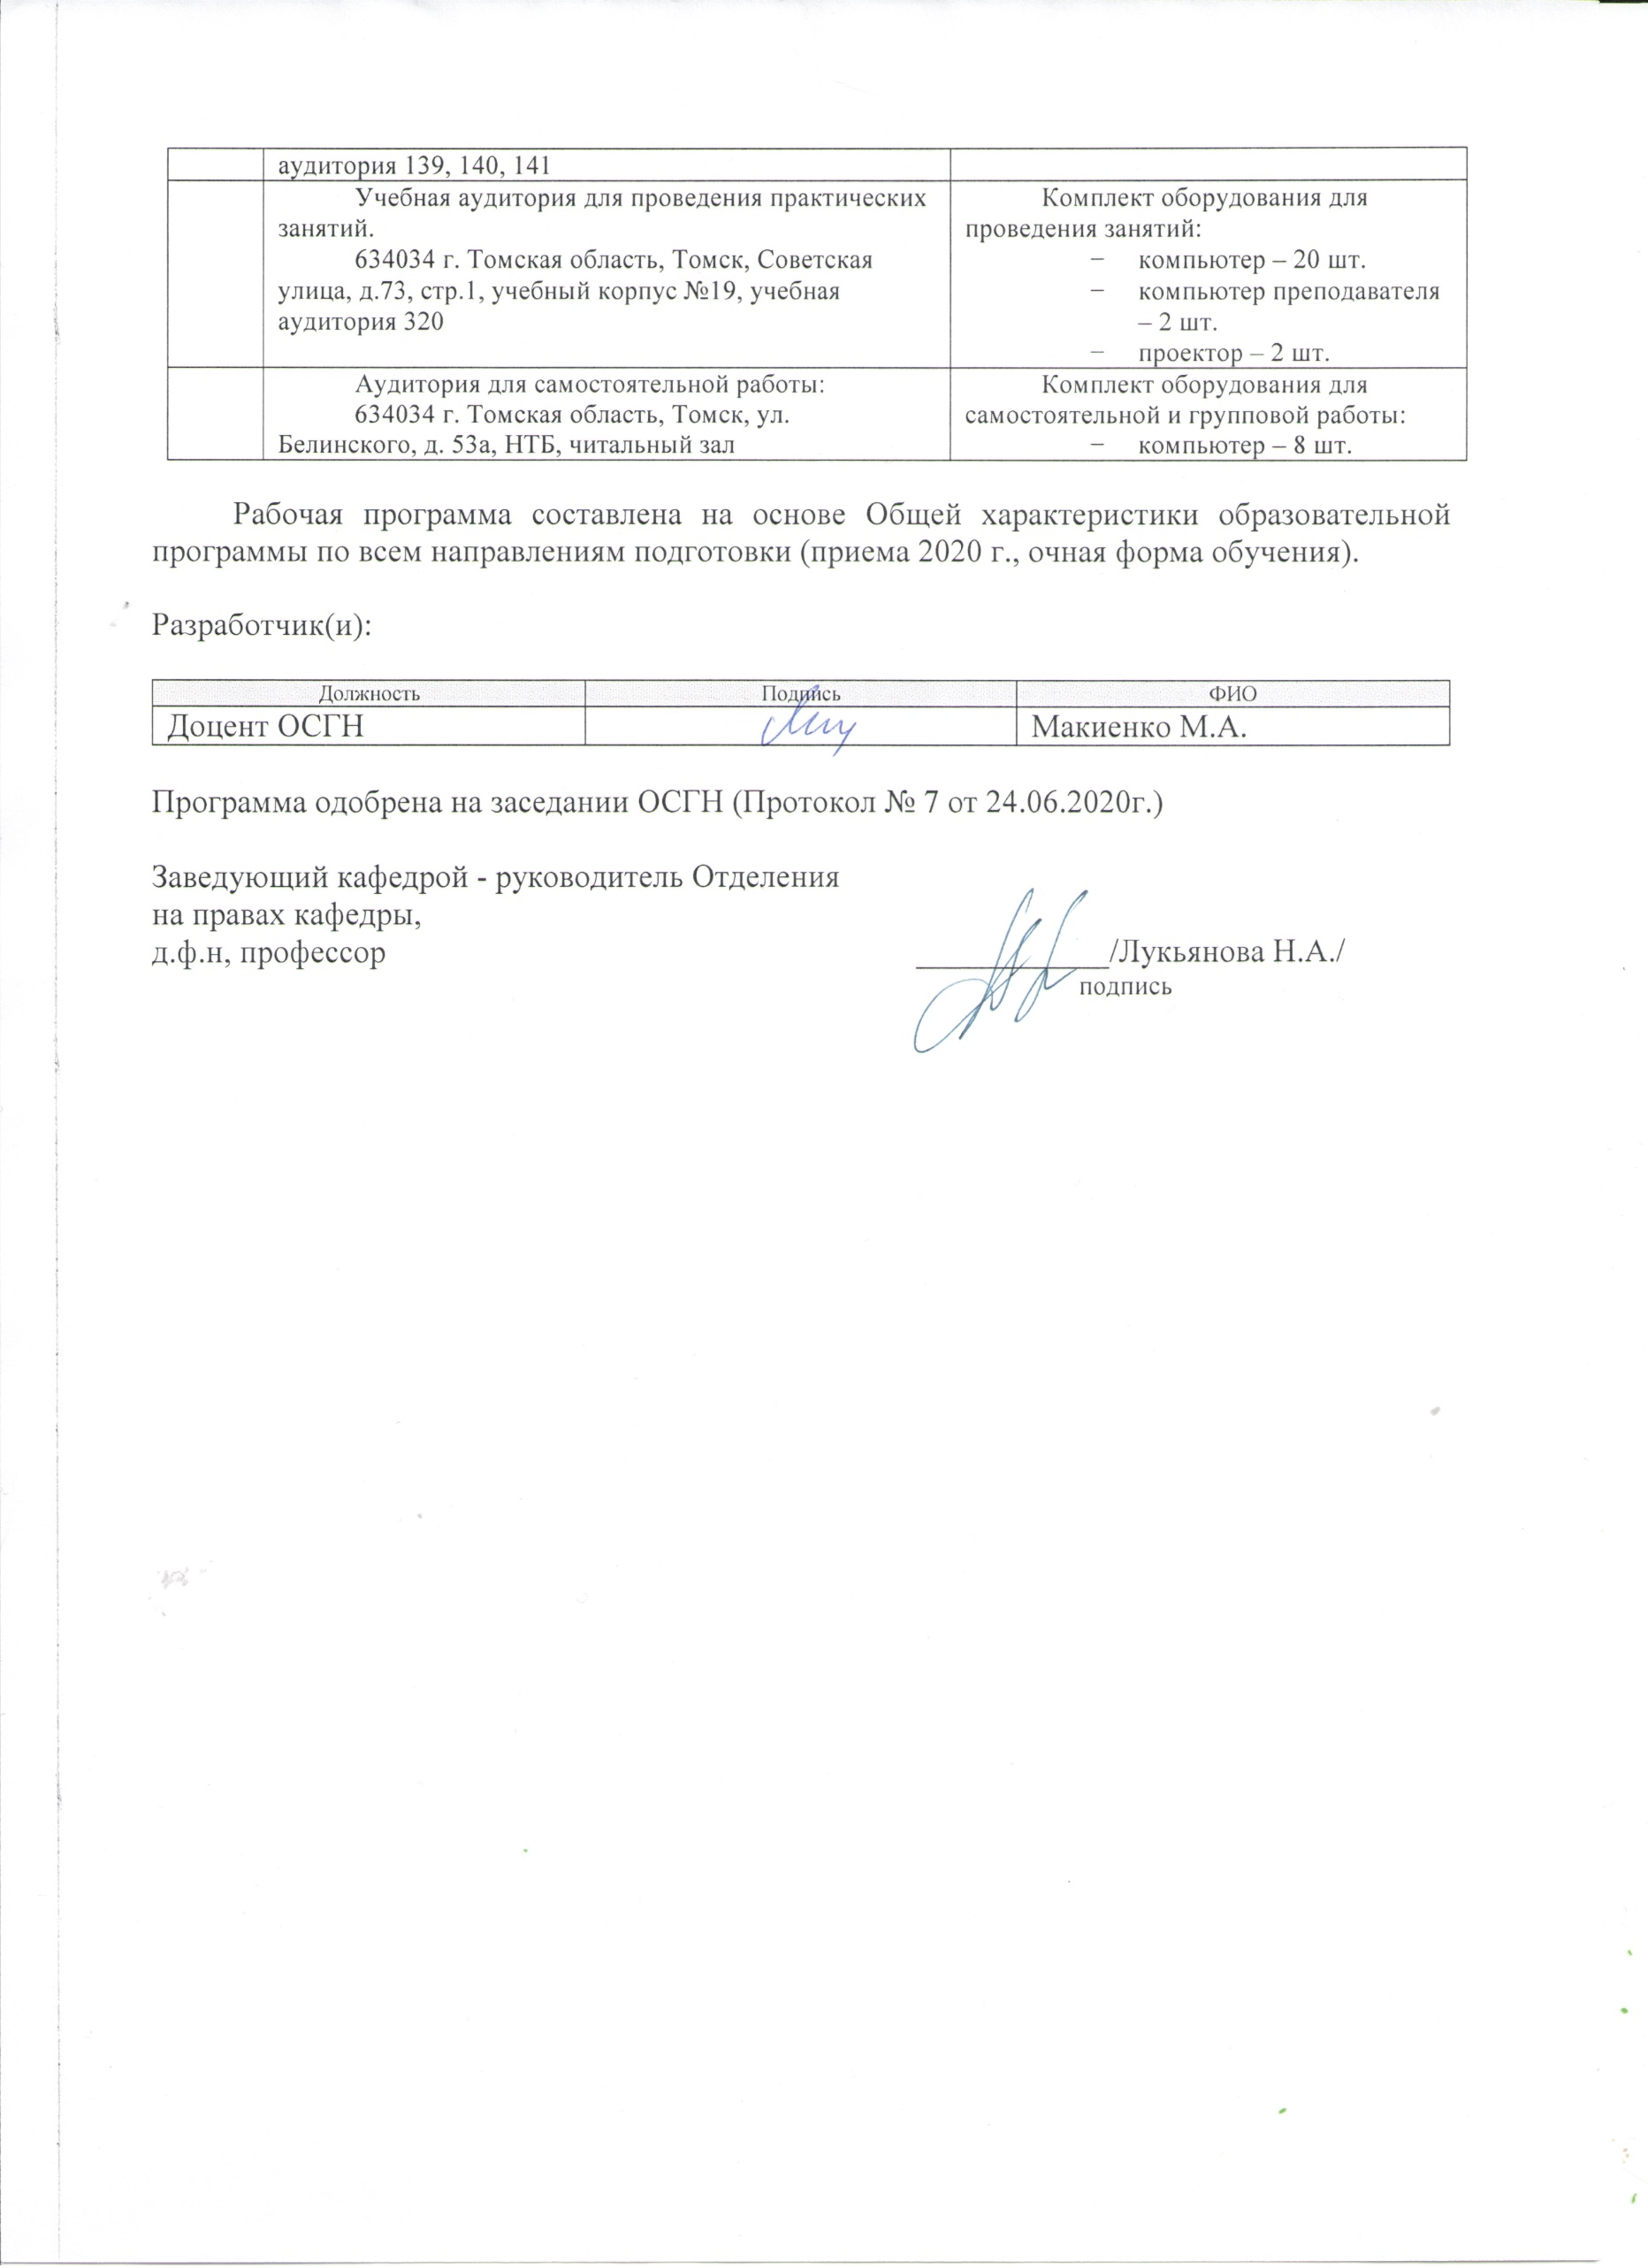 аудитория 139, 140, 141
Учебная аудитория для проведения практических
занятий.
634034 г. Томская область, Томск, Советская
улица, д.73, стр.1, учебный корпус №19, учебная
аудитория 320
Комплект оборудования для
проведения занятий:
– компьютер – 20 шт.
– компьютер преподавателя
– 2 шт.
– проектор – 2 шт.
Аудитория для самостоятельной работы:
634034 г. Томская область, Томск, ул.
Белинского, д. 53а, НТБ, читальный зал
Комплект оборудования для
самостоятельной и групповой работы:
– компьютер – 8 шт.
Рабочая программа составлена на основе Общей характеристики образовательной
программы по всем направлениям подготовки (приема 2020 г., очная форма обучения).
Разработчик(и):
Должность Подпись ФИО
Доцент ОСГН Макиенко М.А.
Программа одобрена на заседании ОСГН (Протокол № 7 от 24.06.2020г.)
Заведующий кафедрой - руководитель Отделения
на правах кафедры,
д.ф.н, профессор /Лукьянова Н.А./
подпись